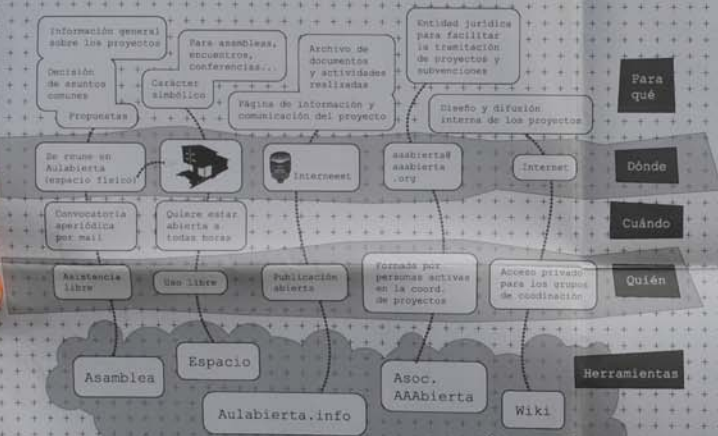 Información general
sobre los proyectos
Decisión
de asuntos
comunes
Propuestas
Para asambleas,
encuentros,
conferencias...
Carácter
simbólico
Archivo de
documentos
y actividades
realizadas
Página de información y
comunicación del proyecto
Entidad jurídica
para facilitar
la tramitación
de proyectos y
subvenciones
Diseño y difusión
interna de los proyectos
Para
qué
Se reune en
Aulabierta
(espacio físico)
Interneeet
aaabierta@
aaabierta
.org
Internet
Dónde
Convocatoria
aperiódica
por mail
Quiere estar
abierta a
todas horas
Cuándo
Asistencia
libre
Uso libre
Publicación
abierta
Formada por
personas activas
en la coord.
de proyectos
Acceso privado
para los grupos
de coodinación
Quién
Asamblea
Espacio
Aulabierta.info
Asoc.
AAAbierta
Wiki
Herramientas